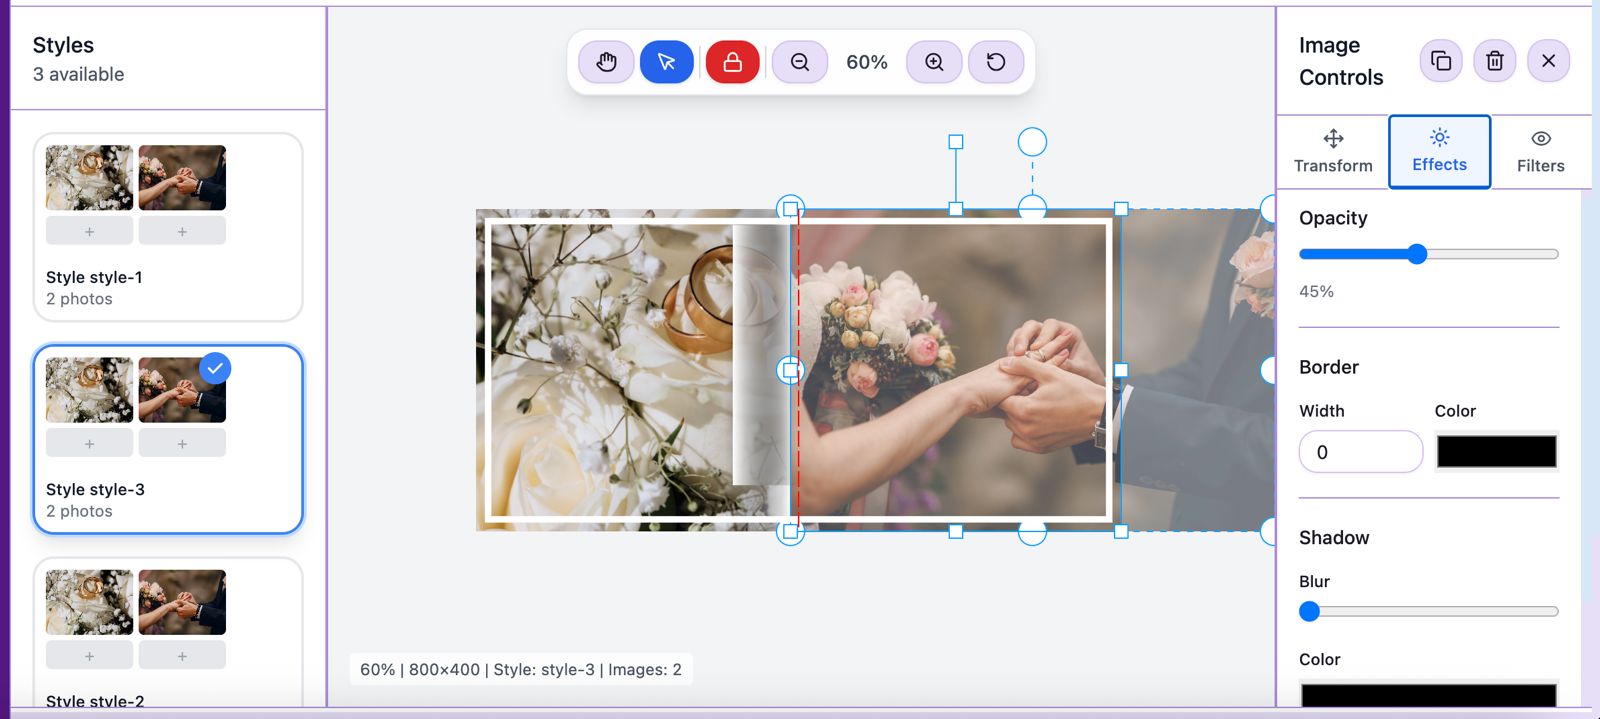 Styles
3 available
Style style-1
2 photos
Style style-3
2 photos
Style style-2
60%
60% | 800×400 | Style: style-3 | Images: 2
Image
Controls
Transform
Effects
Filters
Opacity
45%
Border
Width
Color
0
Shadow
Blur
Color